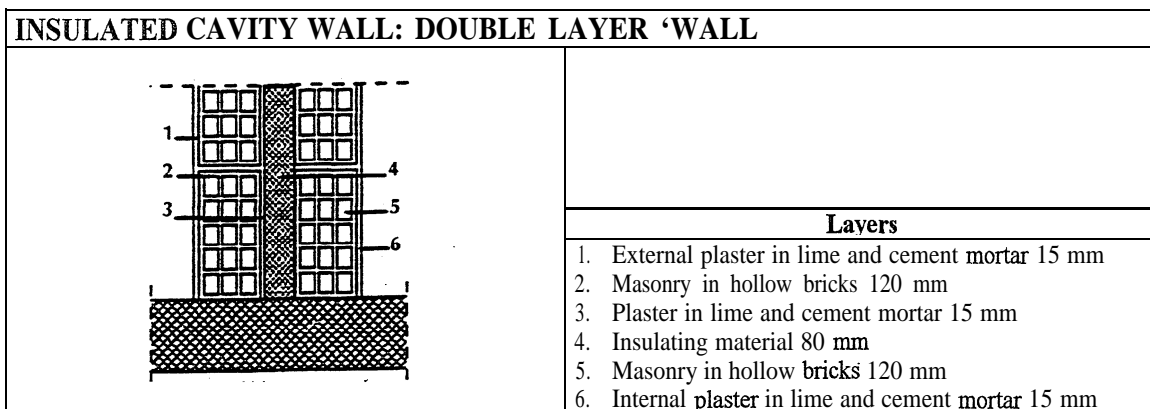 INSULATED CAVITY WALL: DOUBLE LAYER ‘WALL
1
2
3
4
5
6
Layers
1. External plaster in lime and cement mortar 15 mm
2. Masonry in hollow bricks 120 mm
3. Plaster in lime and cement mortar 15 mm
4. Insulating material 80 mm
5. Masonry in hollow bricks 120 mm
6. Internal plaster in lime and cement mortar 15 mm